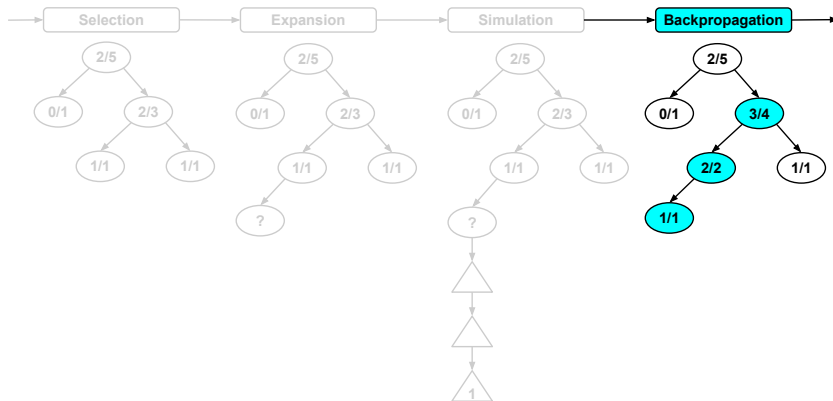 Selection Expansion Simulation Backpropagation
2/5 2/5 2/5 2/5
0/1 2/3 0/1 2/3 0/1 2/3 0/1 3/4
1/1 1/1 1/1 1/1 1/1 1/1 2/2 1/1
? ? 1/1
1